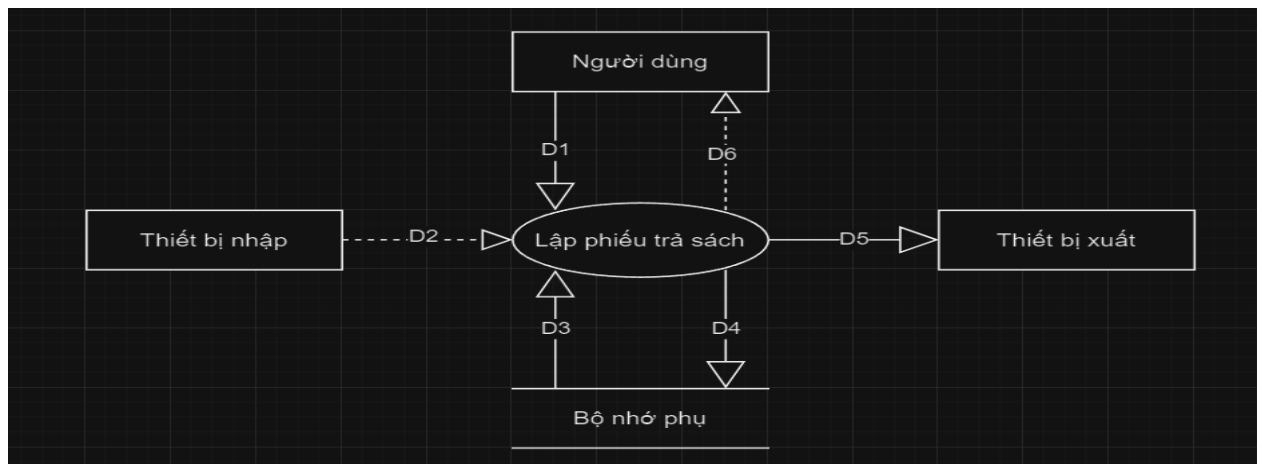 Người dùng
D1
D6
Thiết bị nhập
D2
Lập phiếu trả sách
D5
Thiết bị xuất
D3
D4
Bộ nhớ phụ